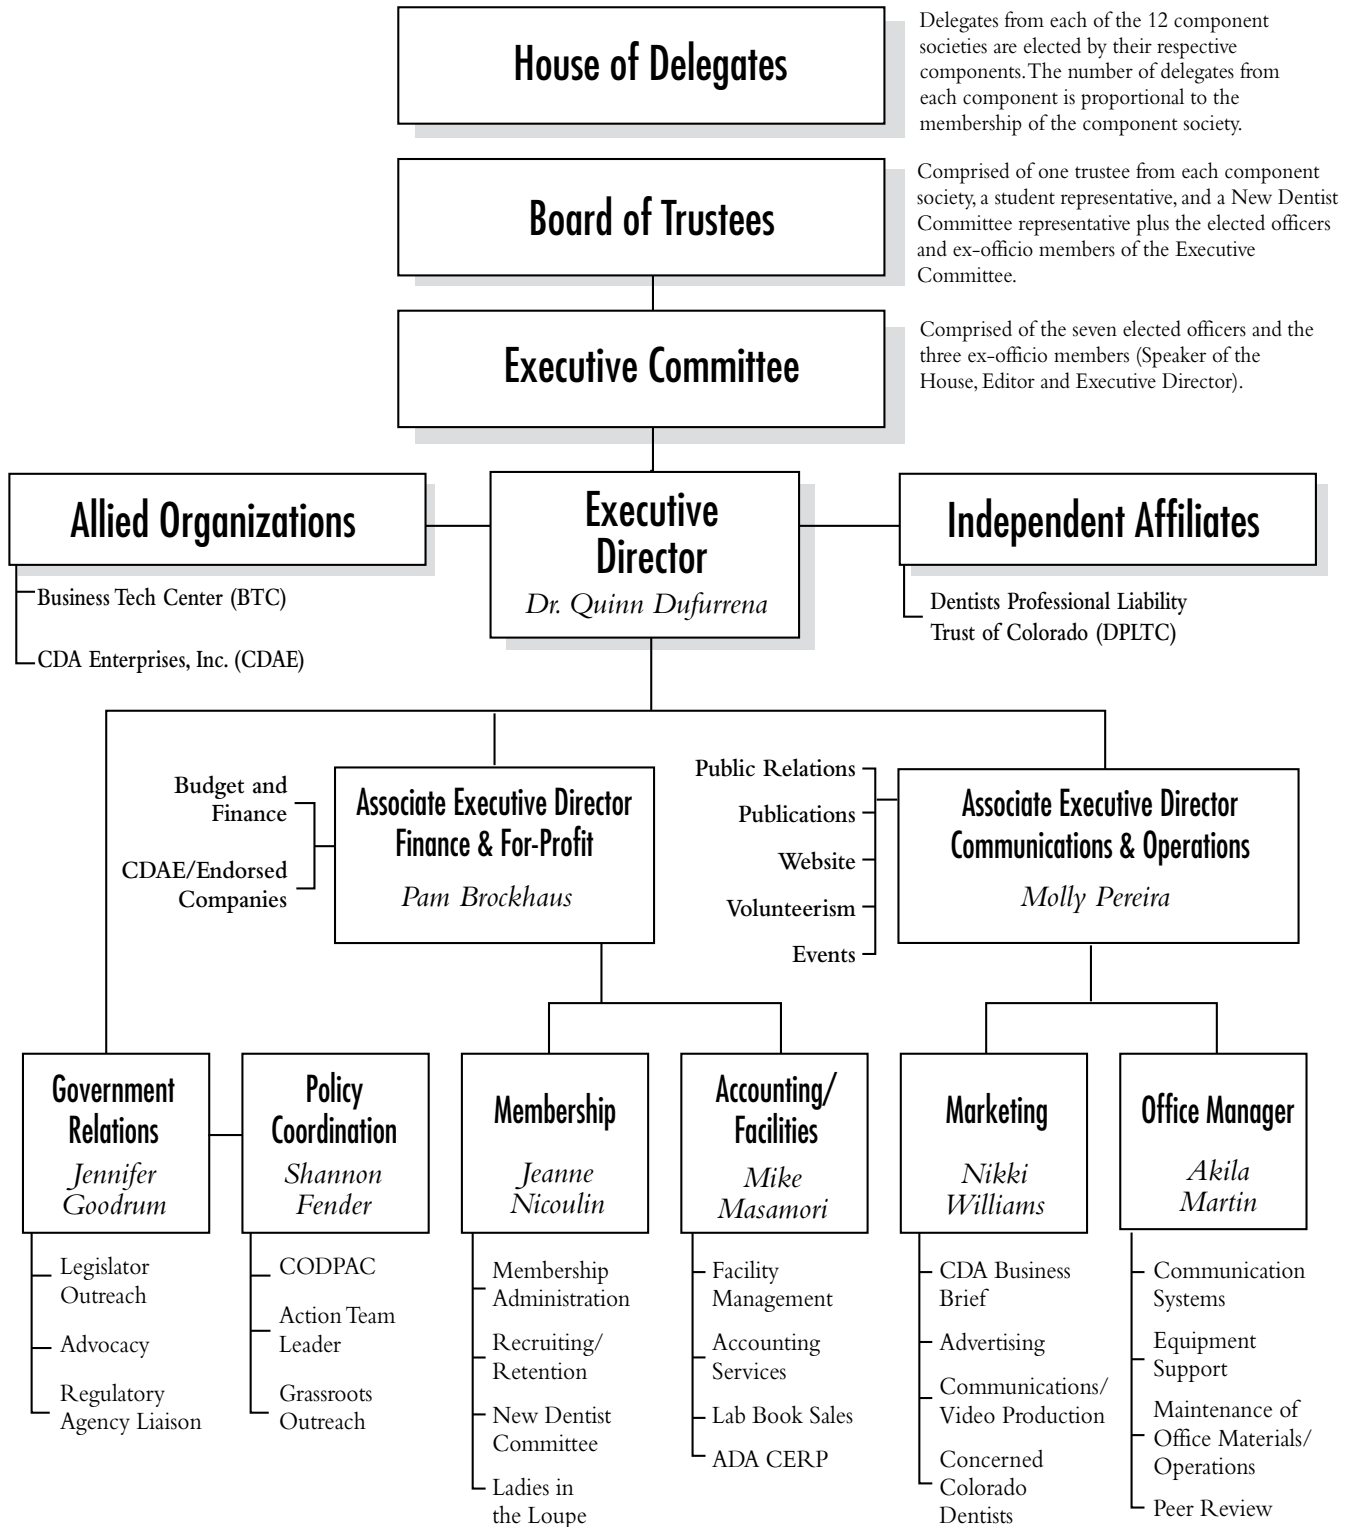 House of Delegates
Delegates from each of the 12 component
societies are elected by their respective
components. The number of delegates from
each component is proportional to the
membership of the component society.
Board of Trustees
Comprised of one trustee from each component
society, a student representative, and a New Dentist
Committee representative plus the elected officers
and ex-officio members of the Executive
Committee.
Executive Committee
Comprised of the seven elected officers and the
three ex-officio members (Speaker of the
House, Editor and Executive Director).
Allied Organizations
Business Tech Center (BTC)
CDA Enterprises, Inc. (CDAE)
Executive
Director
Dr. Quinn Dufurrena
Independent Affiliates
Dentists Professional Liability
Trust of Colorado (DPLTC)
Budget and
Finance
CDAE/Endorsed
Companies
Associate Executive Director
Finance & For-Profit
Pam Brockhaus
Public Relations
Publications
Website
Volunteerism
Events
Associate Executive Director
Communications & Operations
Molly Pereira
Government
Relations
Jennifer
Goodrum
Legislator
Outreach
Advocacy
Regulatory
Agency Liaison
Policy
Coordination
Shannon
Fender
CODPAC
Action Team
Leader
Grassroots
Outreach
Membership
Jeanne
Nicoulin
Membership
Administration
Recruiting/
Retention
New Dentist
Committee
Ladies in
the Loupe
Accounting/
Facilities
Mike
Masamori
Facility
Management
Accounting
Services
Lab Book Sales
ADA CERP
Marketing
Nikki
Williams
CDA Business
Brief
Advertising
Communications/
Video Production
Concerned
Colorado
Dentists
Office Manager
Akila
Martin
Communication
Systems
Equipment
Support
Maintenance of
Office Materials/
Operations
Peer Review